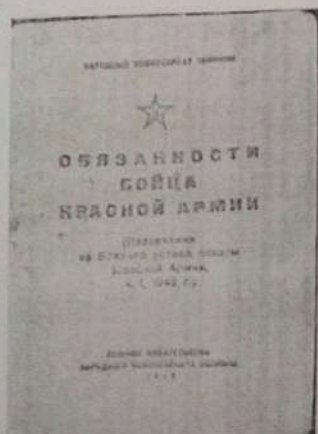 НАРОДНЫЙ КОМИССАРИАТ ОБОРОНЫ
ОБЯЗАННОСТИ
БОЙЦА
КРАСНОЙ АРМИИ
(Извлечения
из Боевого устава пехоты
Красной Армии,
ч. 1, 1942 г.)
ВОЕННОЕ ИЗДАТЕЛЬСТВО
НАРОДНОГО КОМИССАРИАТА ОБОРОНЫ